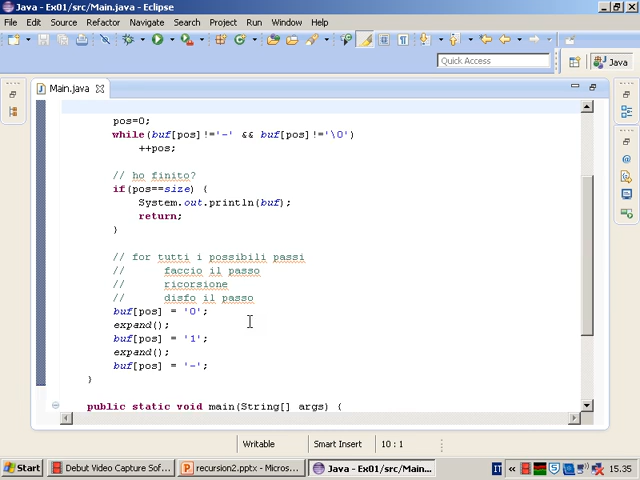 Java - Ex01/src/Main.java - Eclipse
File Edit Source Refactor Navigate Search Project Run Window Help
Quick Access
Java
Main.java
pos=0;
while(buf[pos]!='-' && buf[pos]!='\0')
++pos;
// ho finito?
if(pos==size) {
System.out.println(buf);
return;
}
// for tutti i possibili passi
// faccio il passo
// ricorsione
// disfo il passo
buf[pos] = '0';
expand();
buf[pos] = '1';
expand();
buf[pos] = '-';
}
public static void main(String[] args) {
Writable Smart Insert 10 : 1
Start Debut Video Capture Sof... recursion2.pptx - Micros... Java - Ex01/src/Main... IT « 15.35